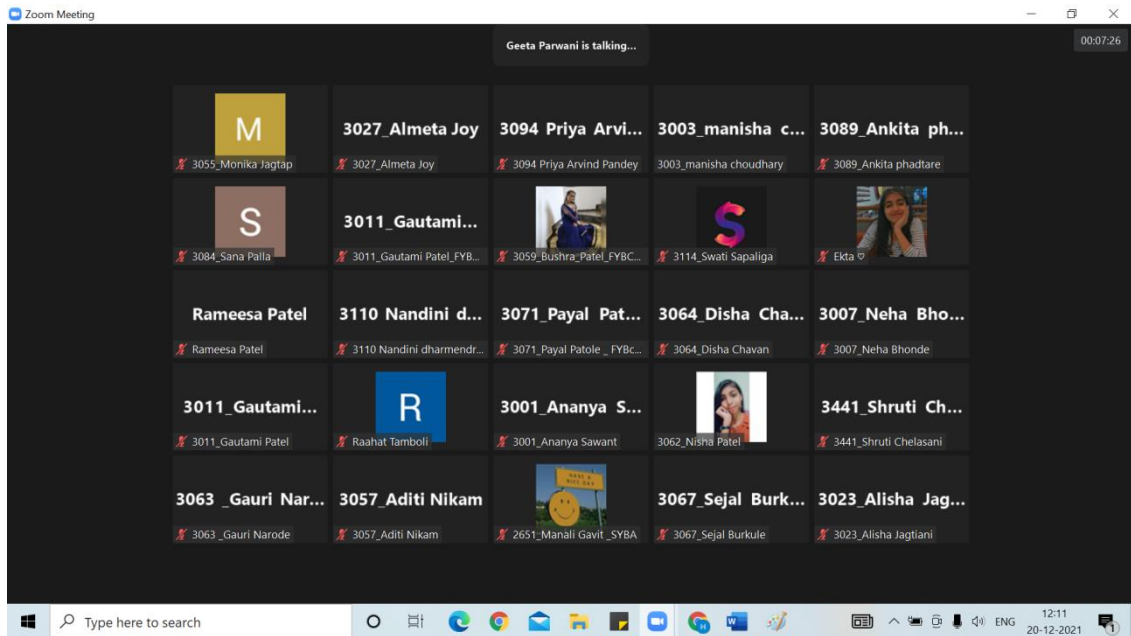 Zoom Meeting
Geeta Parwani is talking...
00:07:26
M
3027_Almeta Joy
3094 Priya Arvi...
3003_manisha c...
3089_Ankita ph...
3055_Monika Jagtap
3027_Almeta Joy
3094 Priya Arvind Pandey
3003_manisha choudhary
3089_Ankita phadtare
S
3011_Gautami...
S
3084_Sana Palla
3011_Gautami Patel_FYB...
3059_Bushra_Patel_FYBC...
3114_Swati Sapaliga
Ekta ♡
Rameesa Patel
3110 Nandini d...
3071_Payal Pat...
3064_Disha Cha...
3007_Neha Bho...
Rameesa Patel
3110 Nandini dharmendr...
3071_Payal Patole _ FYBc...
3064_Disha Chavan
3007_Neha Bhonde
3011_Gautami...
R
3001_Ananya S...
3441_Shruti Ch...
3011_Gautami Patel
Raahat Tamboli
3001_Ananya Sawant
3062_Nisha Patel
3441_Shruti Chelasani
3063 _Gauri Nar...
3057_Aditi Nikam
HAVE A
NICE DAY
3067_Sejal Burk...
3023_Alisha Jag...
3063 _Gauri Narode
3057_Aditi Nikam
2651_Manali Gavit _SYBA
3067_Sejal Burkule
3023_Alisha Jagtiani
Type here to search
ENG
12:11
20-12-2021
1